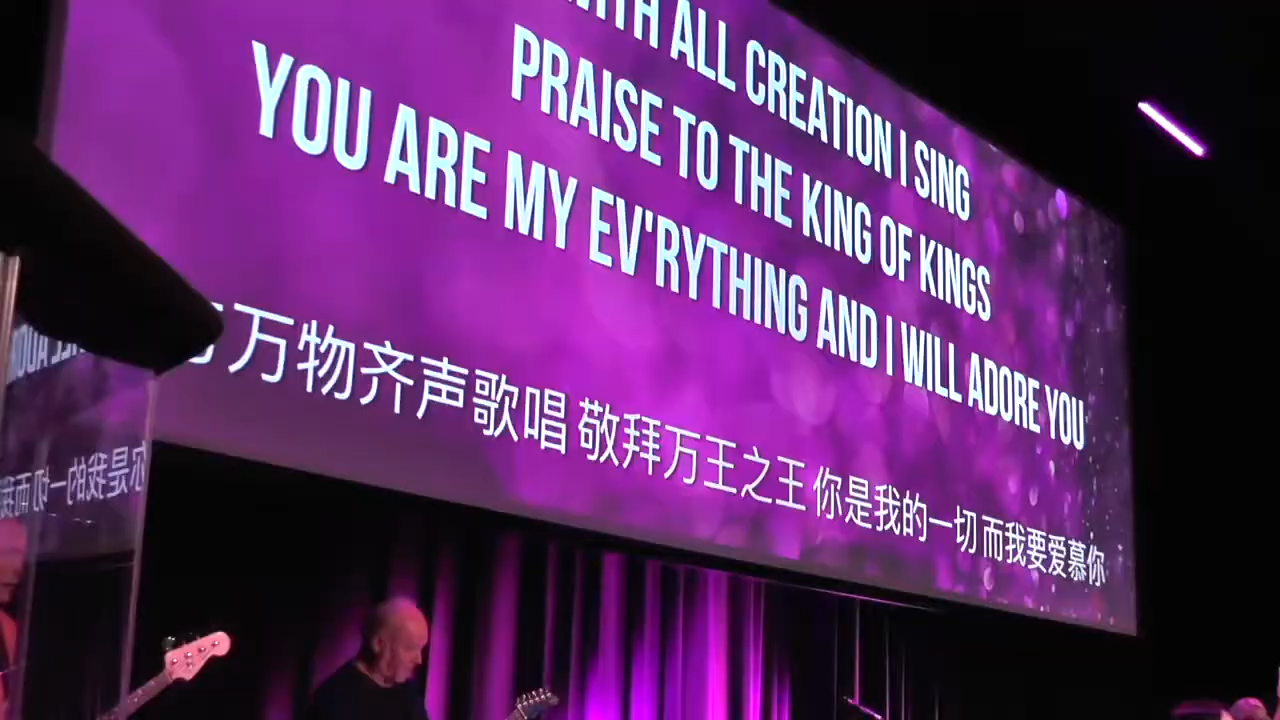 WITH ALL CREATION I SING
PRAISE TO THE KING OF KINGS
YOU ARE MY EV'RYTHING AND I WILL ADORE YOU
万物齐声歌唱 敬拜万王之王 你是我的一切 而我要爱慕你